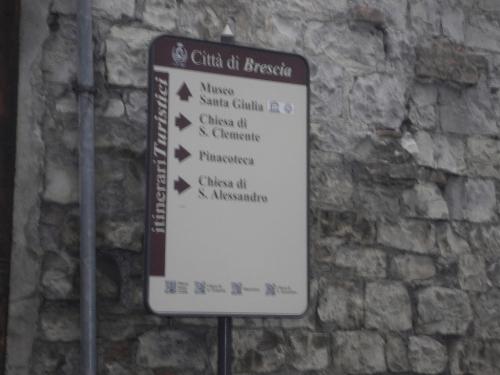 Città di Brescia
itinerari Turistici
Museo
Santa Giulia
Chiesa di
S. Clemente
Pinacoteca
Chiesa di
S. Alessandro